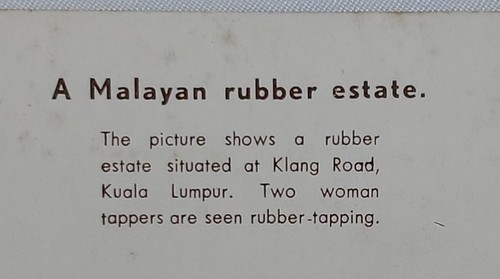 A Malayan rubber estate.
The picture shows a rubber
estate situated at Klang Road,
Kuala Lumpur. Two woman
tappers are seen rubber-tapping.